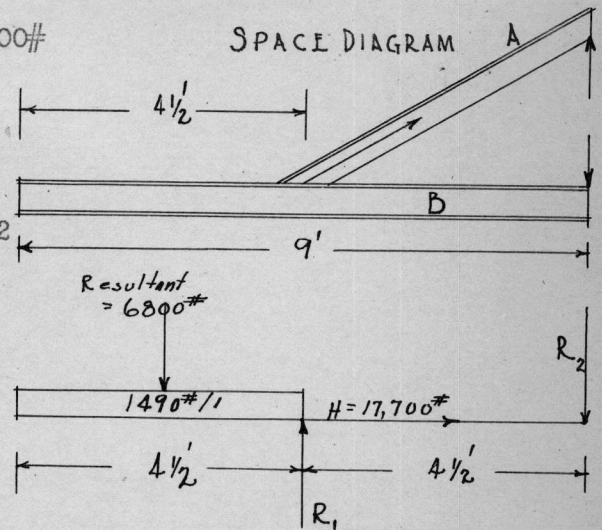 00#
SPACE DIAGRAM
A
4½'
B
2
9'
Resultant
= 6800#
R2
1490#/1
H = 17,700#
4½'
4½'
R1